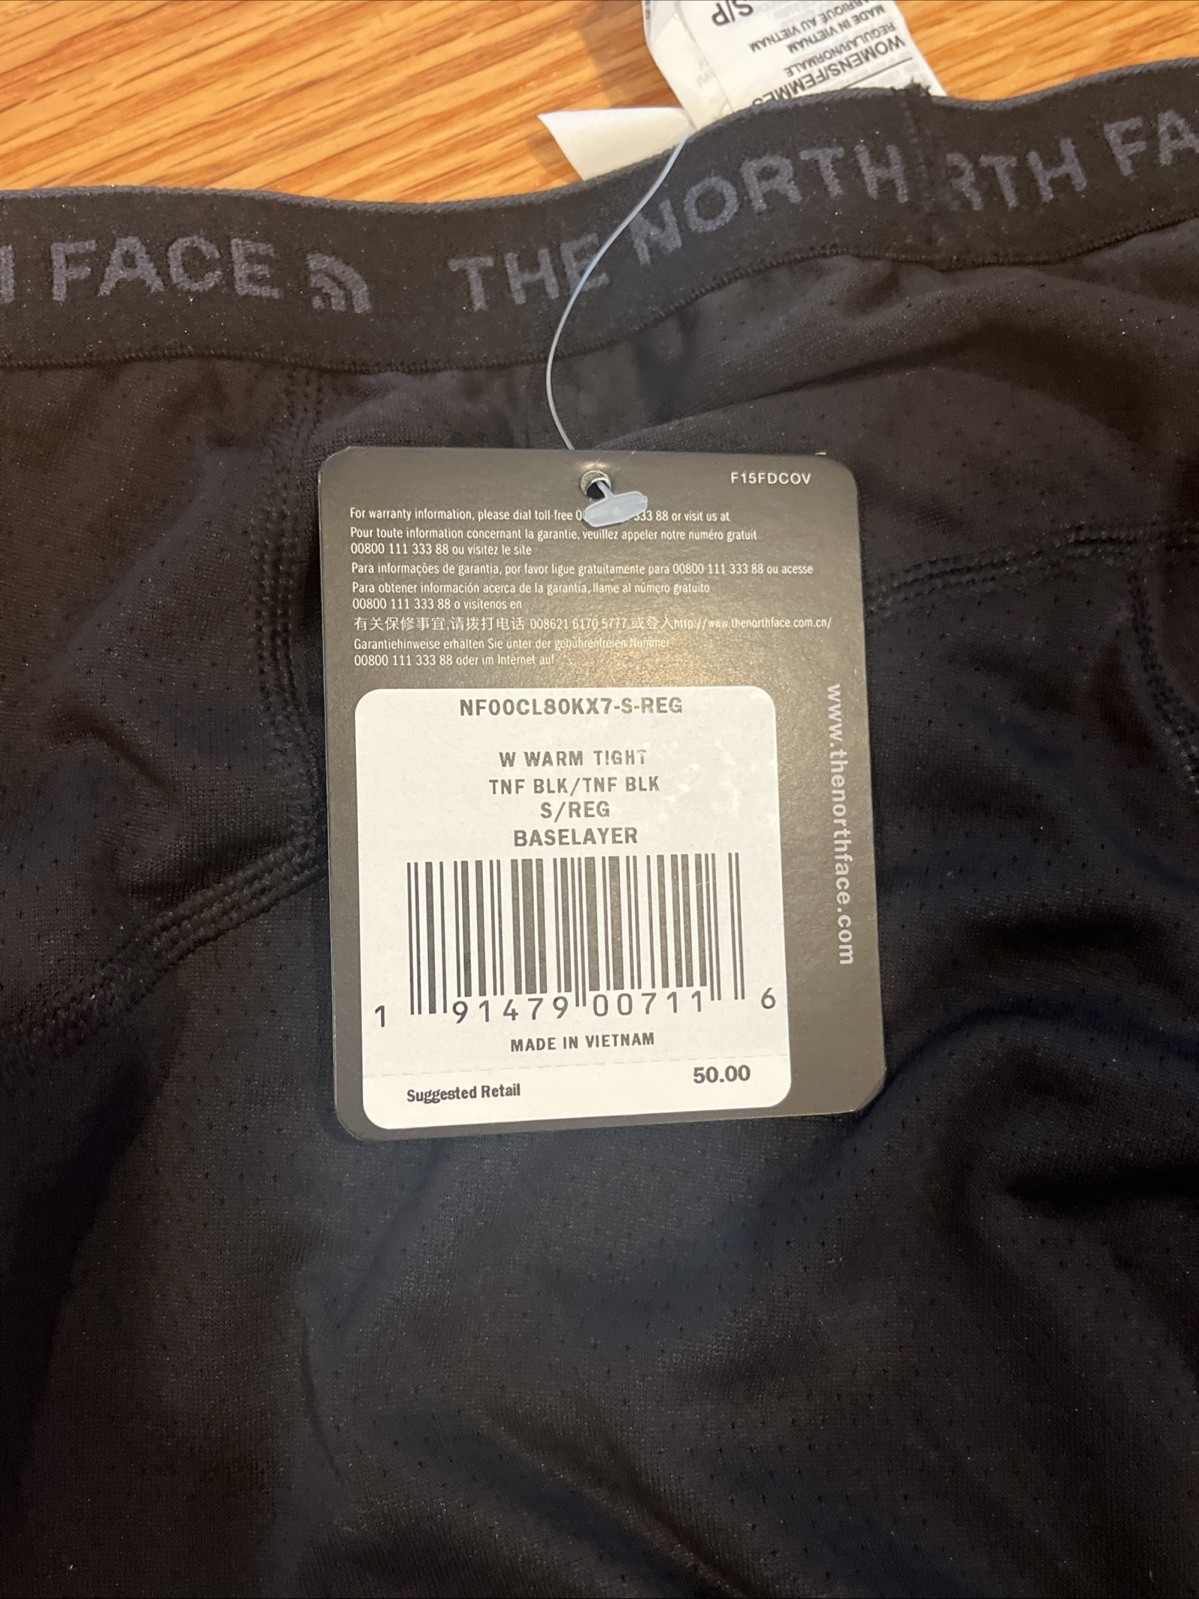 S/P
FABRIQUE AU VIETNAM
MADE IN VIETNAM
REGULAR/NORMALE
WOMENS/FEMMES
FACE THE NORTH RTH FA
F15FDCOV
For warranty information, please dial toll free 333 88 or visit us at
Pour toute information concernant la garantie, veuillez appeler notre numéro gratuit
00800 111 333 88 ou visitez le site
Para informações de garantia, por favor ligue gratuitamente para 00800 111 333 88 ou acesse
Para obtener información acerca de la garantía, llame al número gratuito
00800 111 333 88 o visítenos en
有关保修事宜,请拨打电话 008621 6170 5777,或登入http://www.thenorthface.com.cn/
Garantiehinweise erhalten Sie unter der gebührenfreien Nummer
00800 111 333 88 oder im Internet auf
www.thenorthface.com
NF00CL80KX7-S-REG
W WARM TIGHT
TNF BLK/TNF BLK
S/REG
BASELAYER
1 91479 00711 6
MADE IN VIETNAM
Suggested Retail 50.00